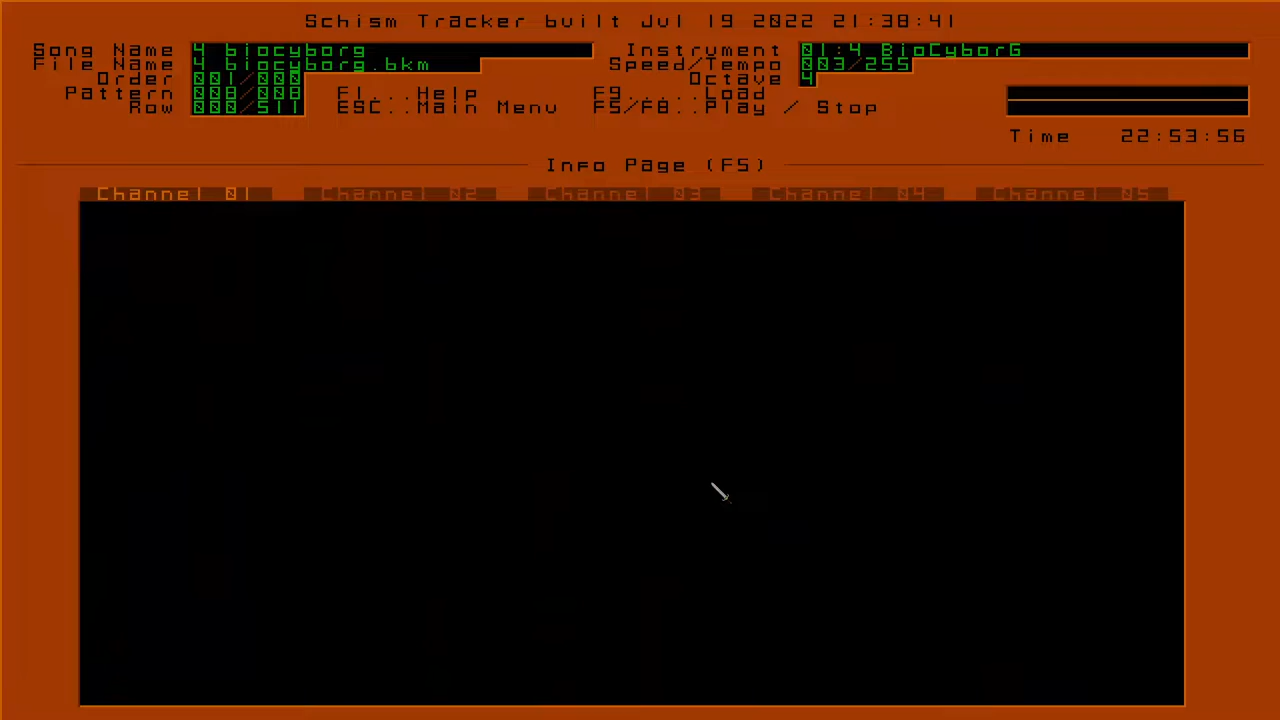 Schism Tracker built Jul 19 2022 21:38:41
Song Name 4 biocyborg Instrument 01:4 BioCyborG
File Name 4 biocyborg.bkm Speed/Tempo 003/255
Order 001/000 Octave 4
Pattern 008/008 F1...Help F9.....Load
Row 000/511 ESC..Main Menu F5/F8..Play / Stop
Time 22:53:56
Info Page (F5)
Channel 01 Channel 02 Channel 03 Channel 04 Channel 05